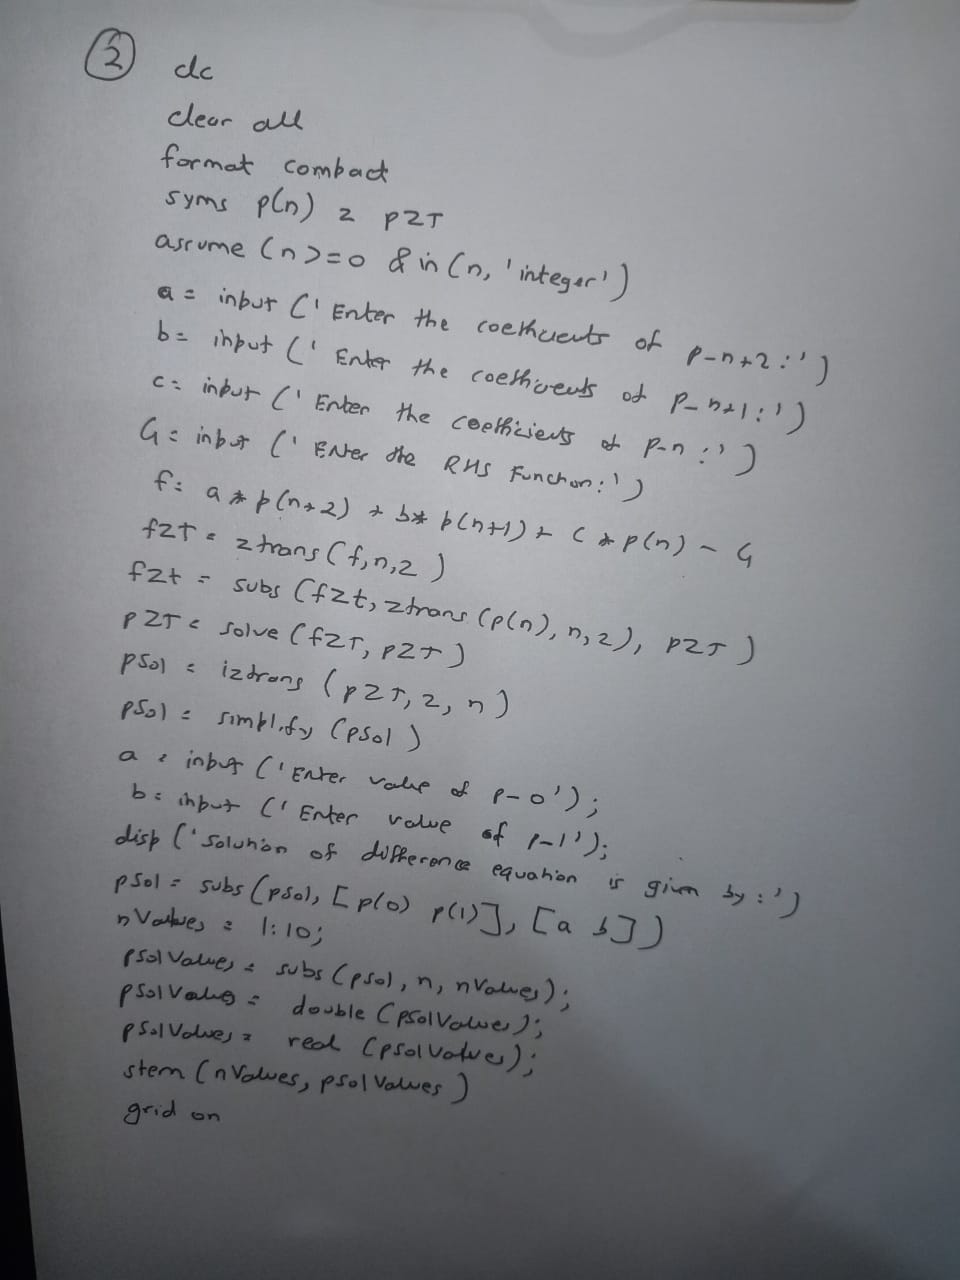 2
clc
clear all
format compact
syms p(n) z pZT
assume (n>=0 & in(n, 'integer')
a = input ('Enter the coefficients of p-n+2:')
b = input ('Enter the coefficients of p-n+1:')
c = input ('Enter the coefficients of p-n:')
G = input ('Enter the RHS Function:')
f = a*p(n+2) + b*p(n+1) + c*p(n) - G
fZT = ztrans(f,n,z)
fzt = subs (fzt, ztrans (p(n), n, z), pZT)
pZT = solve (fZT, pZT)
pSol = iztrans (pZT, z, n)
pSol = simplify (pSol)
a = input ('Enter value of p-0');
b = input ('Enter value of p-1');
disp ('Solution of difference equation is given by:')
pSol = subs (psol, [p(0) p(1)], [a b])
nValues = 1:10;
psolValues = subs (psol, n, nValues);
psolValues = double (psolValues);
pSolValues = real (psolValues);
stem (nValues, psolValues)
grid on